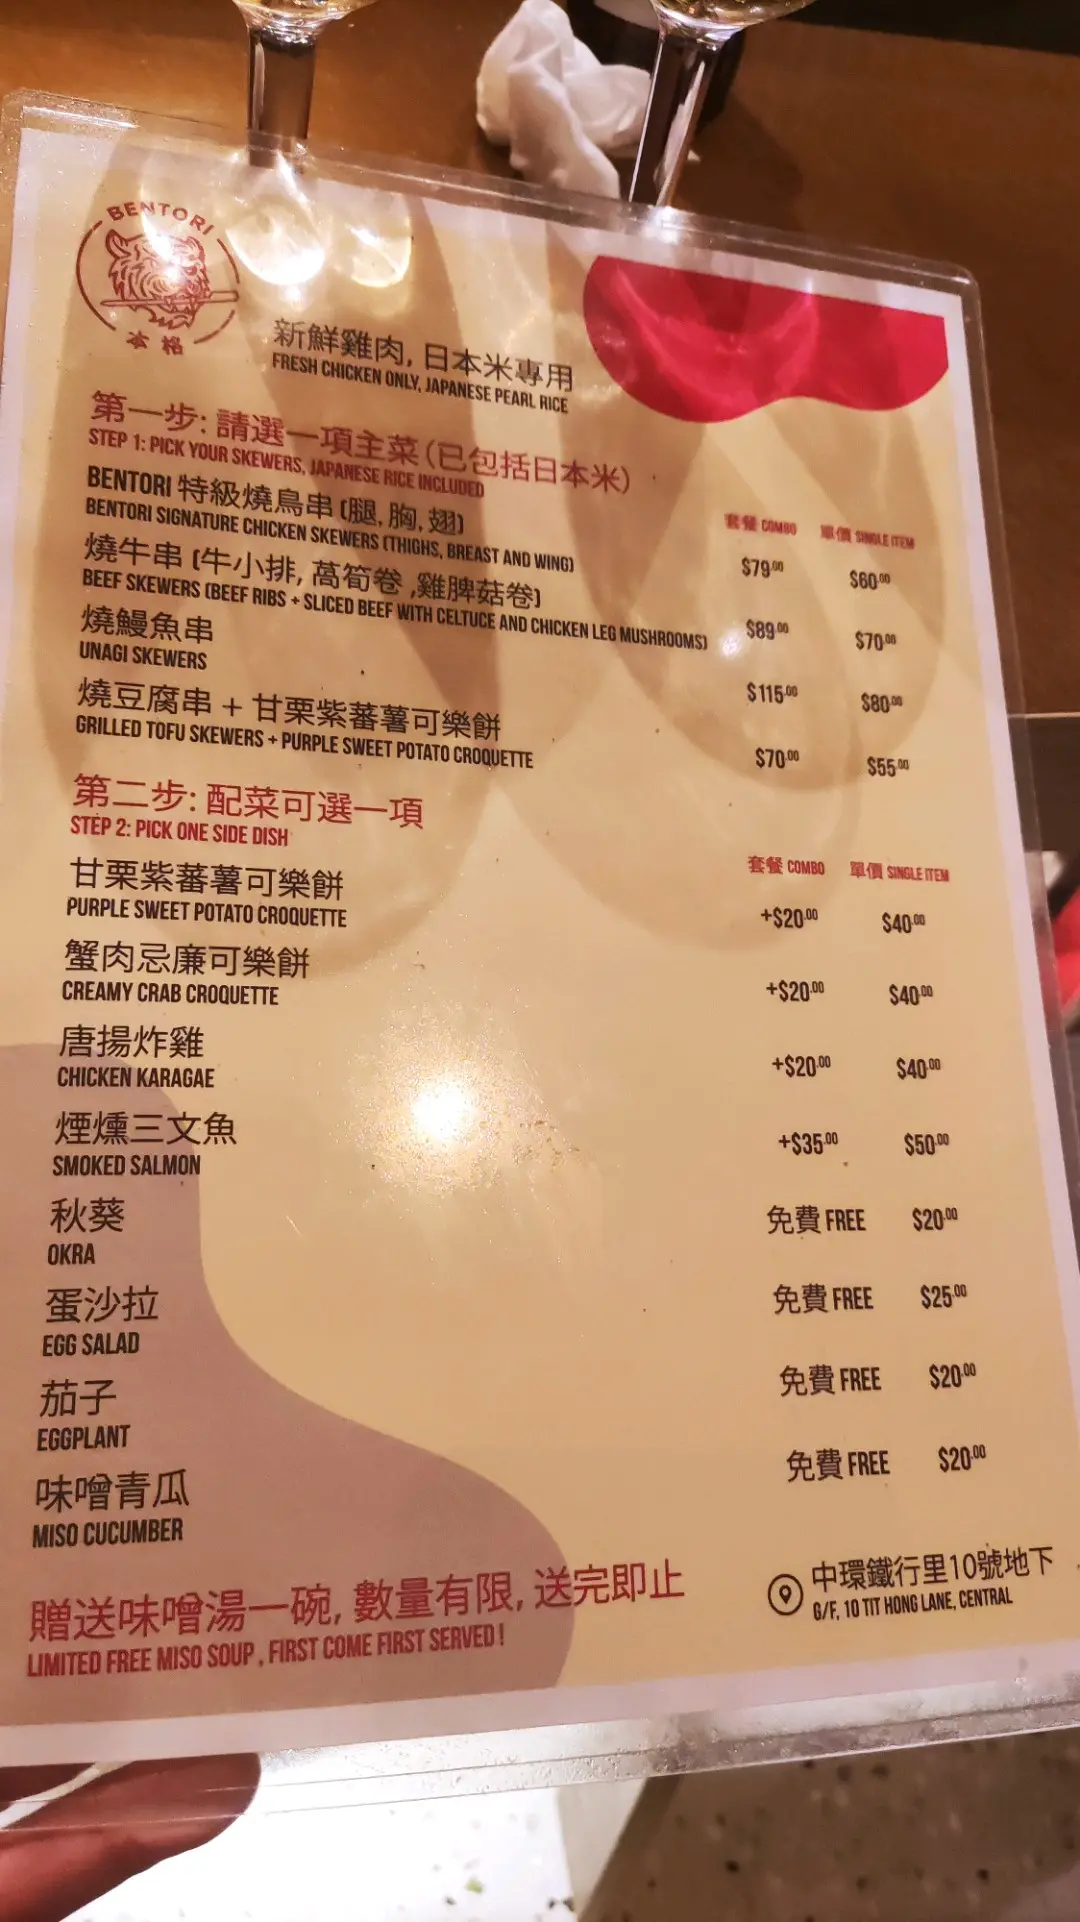 BENTORI
本格
新鮮雞肉, 日本米專用
FRESH CHICKEN ONLY, JAPANESE PEARL RICE
第一步: 請選一項主菜 (已包括日本米)
STEP 1: PICK YOUR SKEWERS, JAPANESE RICE INCLUDED
套餐 COMBO 單價 SINGLE ITEM
BENTORI 特級燒鳥串 (腿, 胸, 翅)
BENTORI SIGNATURE CHICKEN SKEWERS (THIGHS, BREAST AND WING)
$79.00 $60.00
燒牛串 (牛小排, 萵筍卷 ,雞脾菇卷)
BEEF SKEWERS (BEEF RIBS + SLICED BEEF WITH CELTUCE AND CHICKEN LEG MUSHROOMS)
$89.00 $70.00
燒鰻魚串
UNAGI SKEWERS
$115.00 $80.00
燒豆腐串 + 甘栗紫蕃薯可樂餅
GRILLED TOFU SKEWERS + PURPLE SWEET POTATO CROQUETTE
$70.00 $55.00
第二步: 配菜可選一項
STEP 2: PICK ONE SIDE DISH
套餐 COMBO 單價 SINGLE ITEM
甘栗紫蕃薯可樂餅
PURPLE SWEET POTATO CROQUETTE
+$20.00 $40.00
蟹肉忌廉可樂餅
CREAMY CRAB CROQUETTE
+$20.00 $40.00
唐揚炸雞
CHICKEN KARAGAE
+$20.00 $40.00
煙燻三文魚
SMOKED SALMON
+$35.00 $50.00
秋葵
OKRA
免費 FREE $20.00
蛋沙拉
EGG SALAD
免費 FREE $25.00
茄子
EGGPLANT
免費 FREE $20.00
味噌青瓜
MISO CUCUMBER
免費 FREE $20.00
贈送味噌湯一碗, 數量有限, 送完即止
LIMITED FREE MISO SOUP , FIRST COME FIRST SERVED !
中環鐵行里10號地下
G/F, 10 TIT HONG LANE, CENTRAL